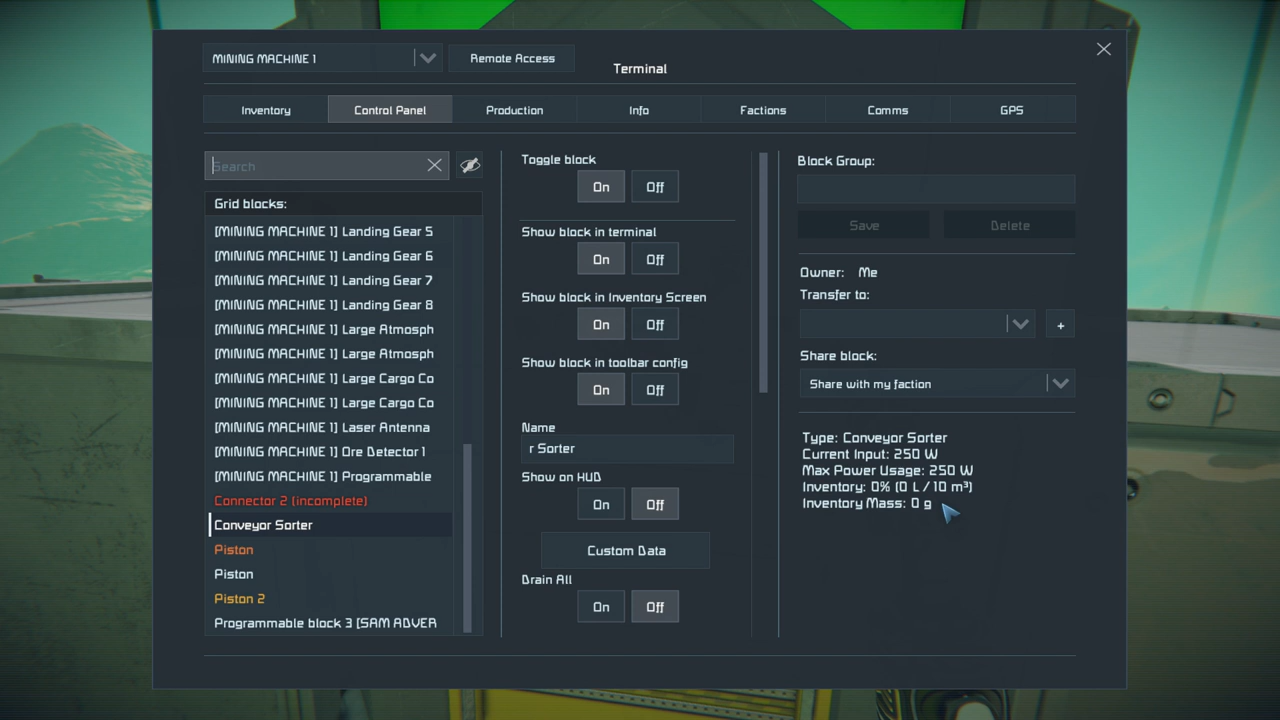 MINING MACHINE 1
Remote Access
Terminal
Inventory
Control Panel
Production
Info
Factions
Comms
GPS
Search
Grid blocks:
[MINING MACHINE 1] Landing Gear 5
[MINING MACHINE 1] Landing Gear 6
[MINING MACHINE 1] Landing Gear 7
[MINING MACHINE 1] Landing Gear 8
[MINING MACHINE 1] Large Atmosph
[MINING MACHINE 1] Large Atmosph
[MINING MACHINE 1] Large Cargo Co
[MINING MACHINE 1] Large Cargo Co
[MINING MACHINE 1] Laser Antenna
[MINING MACHINE 1] Ore Detector 1
[MINING MACHINE 1] Programmable
Connector 2 (incomplete)
Conveyor Sorter
Piston
Piston
Piston 2
Programmable block 3 [SAM ADVER
Toggle block
On Off
Show block in terminal
On Off
Show block in Inventory Screen
On Off
Show block in toolbar config
On Off
Name
r Sorter
Show on HUD
On Off
Custom Data
Drain All
On Off
Block Group:
Save Delete
Owner: Me
Transfer to:
+
Share block:
Share with my faction
Type: Conveyor Sorter
Current Input: 250 W
Max Power Usage: 250 W
Inventory: 0% (0 L / 10 m³)
Inventory Mass: 0 g